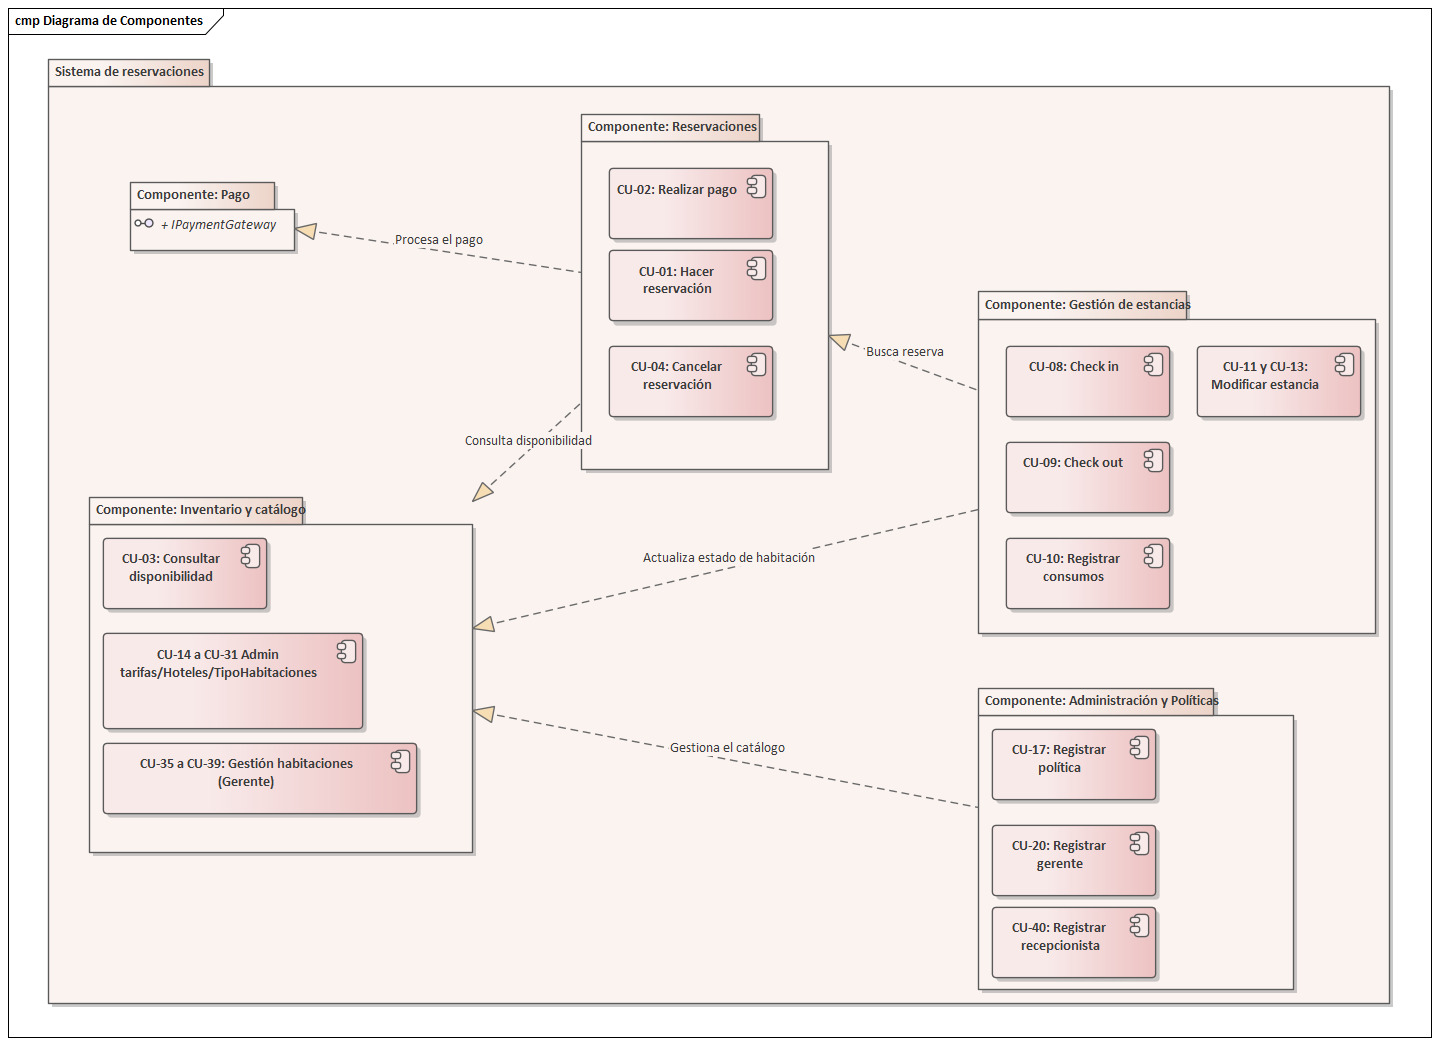 cmp Diagrama de Componentes
Sistema de reservaciones
Componente: Pago
+ IPaymentGateway
Procesa el pago
Componente: Reservaciones
CU-02: Realizar pago
CU-01: Hacer
reservación
CU-04: Cancelar
reservación
Busca reserva
Consulta disponibilidad
Componente: Gestión de estancias
CU-08: Check in
CU-11 y CU-13:
Modificar estancia
CU-09: Check out
CU-10: Registrar
consumos
Actualiza estado de habitación
Componente: Inventario y catálogo
CU-03: Consultar
disponibilidad
CU-14 a CU-31 Admin
tarifas/Hoteles/TipoHabitaciones
CU-35 a CU-39: Gestión habitaciones
(Gerente)
Gestiona el catálogo
Componente: Administración y Políticas
CU-17: Registrar
política
CU-20: Registrar
gerente
CU-40: Registrar
recepcionista